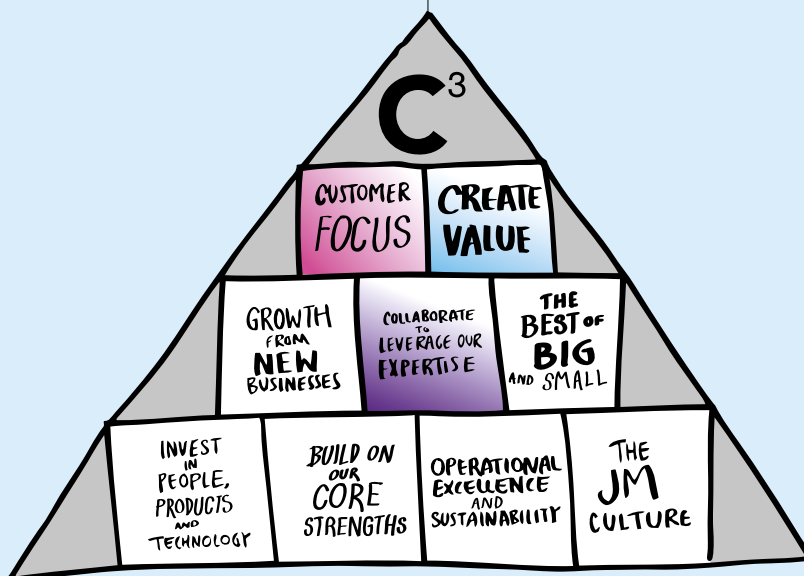 C³
CUSTOMER
FOCUS
CREATE
VALUE
GROWTH
FROM
NEW
BUSINESSES
COLLABORATE
TO
LEVERAGE OUR
EXPERTISE
THE
BEST OF
BIG
AND SMALL
INVEST
IN
PEOPLE,
PRODUCTS
AND
TECHNOLOGY
BUILD ON
OUR
CORE
STRENGTHS
OPERATIONAL
EXCELLENCE
AND
SUSTAINABILITY
THE
JM
CULTURE